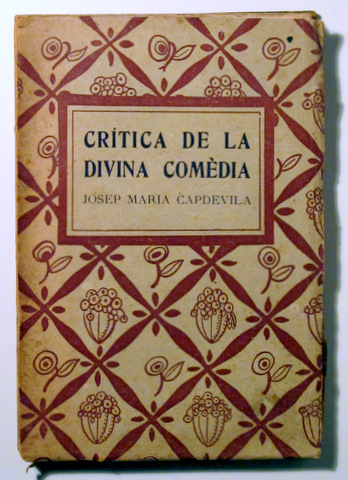 CRÍTICA DE LA
DIVINA COMÈDIA
JOSEP MARIA CAPDEVILA